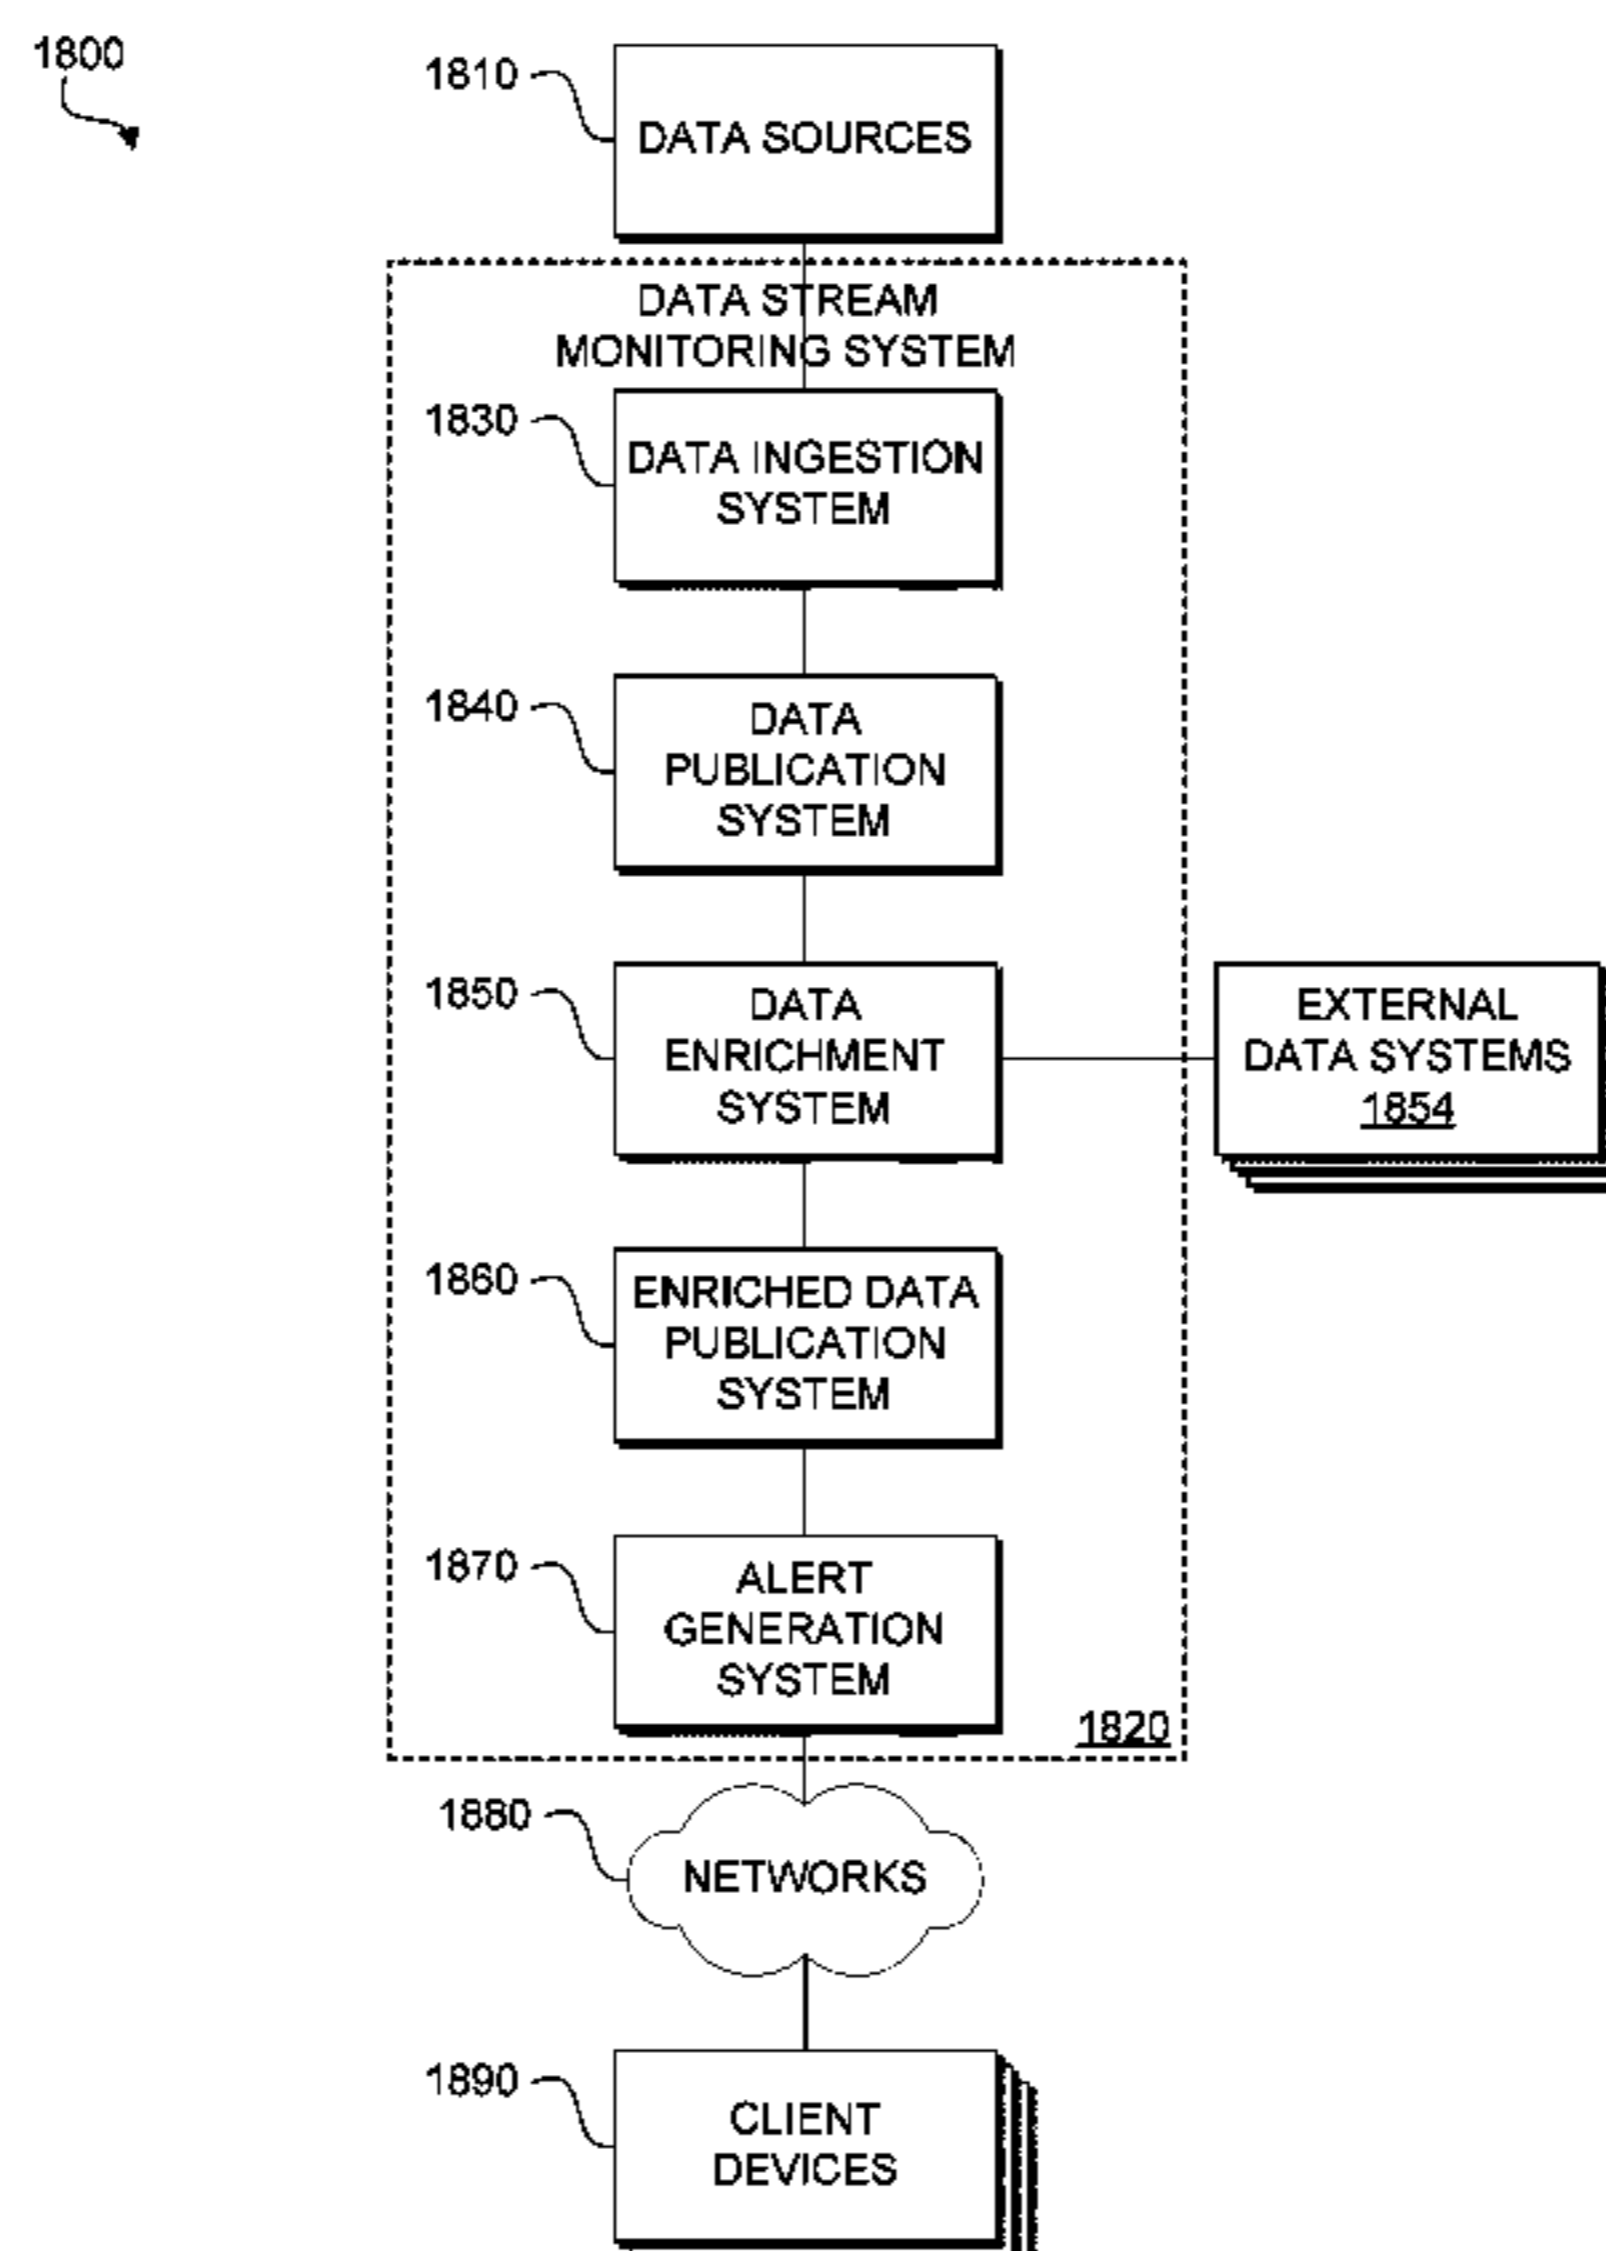 1800
1810
DATA SOURCES
DATA STREAM
MONITORING SYSTEM
1830
DATA INGESTION
SYSTEM
1840
DATA
PUBLICATION
SYSTEM
1850
DATA
ENRICHMENT
SYSTEM
EXTERNAL
DATA SYSTEMS
1854
1860
ENRICHED DATA
PUBLICATION
SYSTEM
1870
ALERT
GENERATION
SYSTEM
1820
1880
NETWORKS
1890
CLIENT
DEVICES